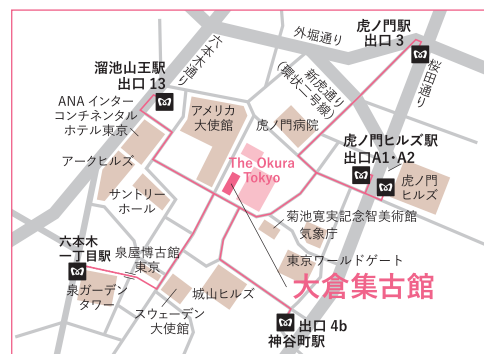 外堀通り
六本木通り
虎ノ門駅
出口 3
桜田通り
溜池山王駅
出口 13
新虎通り
(環状二号線)
ANA インター
コンチネンタル
ホテル東京
アメリカ
大使館
虎ノ門病院
虎ノ門ヒルズ駅
出口A1・A2
アークヒルズ
The Okura
Tokyo
虎ノ門
ヒルズ
サントリー
ホール
菊池寛実記念智美術館
気象庁
六本木
一丁目駅
泉屋博古館
東京
東京ワールドゲート
大倉集古館
泉ガーデン
タワー
城山ヒルズ
スウェーデン
大使館
出口 4b
神谷町駅